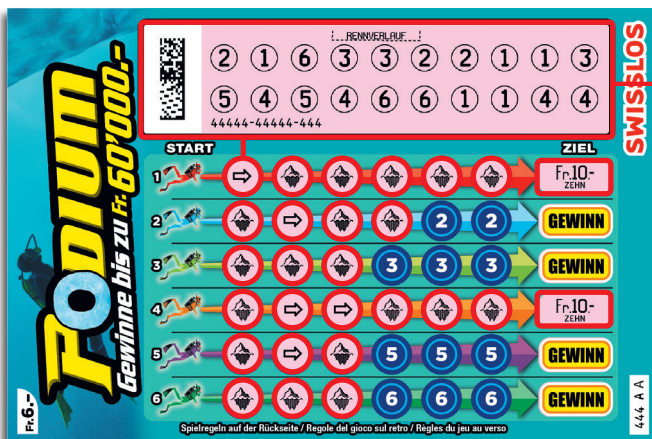 RENNVERLAUF
2 1 6 3 3 2 2 1 1 3
5 4 5 4 6 6 1 1 4 4
44444-44444-444
SWISSLOS
PODIUM
Gewinne bis zu Fr. 60'000.-
Fr. 6.-
START ZIEL
1 Fr.10.-
ZEHN
2 2 2 GEWINN
3 3 3 3 GEWINN
4 Fr.10.-
ZEHN
5 5 5 5 GEWINN
6 6 6 6 GEWINN
444 A A
Spielregeln auf der Rückseite / Regole del gioco sul retro / Règles du jeu au verso